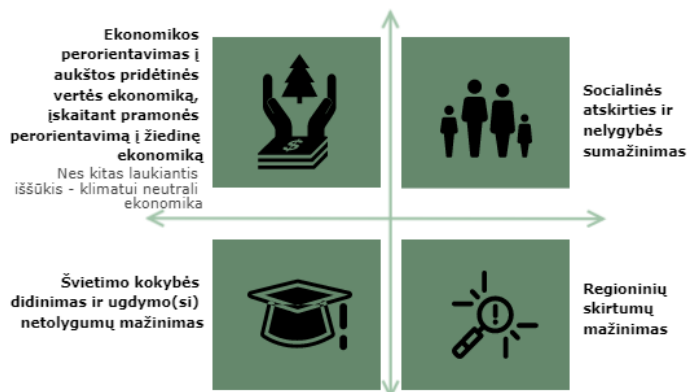 Ekonomikos
perorientavimas į
aukštos pridėtinės
vertės ekonomiką,
įskaitant pramonės
perorientavimą į žiedinę
ekonomiką
Nes kitas laukiantis
iššūkis - klimatui neutrali
ekonomika
$
Socialinės
atskirties ir
nelygybės
sumažinimas
Švietimo kokybės
didinimas ir ugdymo(si)
netolygumų mažinimas
Regioninių
skirtumų
mažinimas